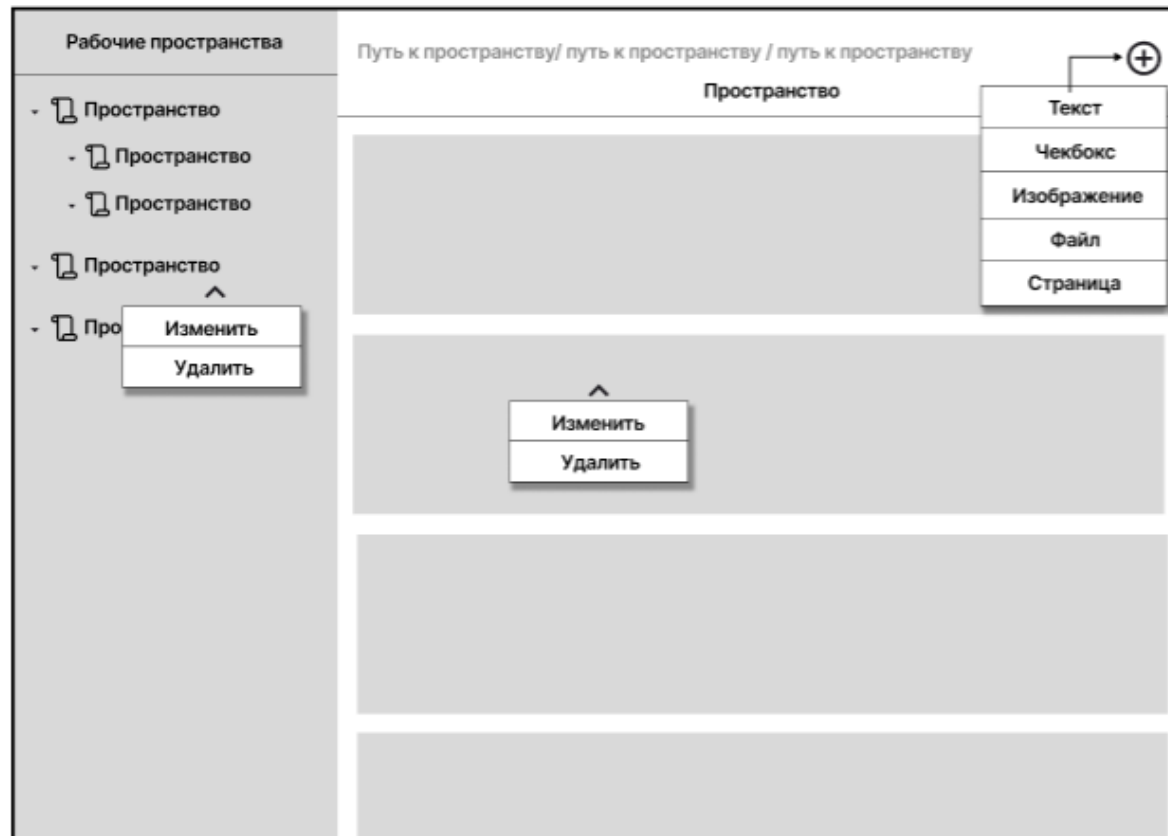 Рабочие пространства
Пространство
Пространство
Пространство
Пространство
Про
Изменить
Удалить
Путь к пространству/ путь к пространству / путь к пространству
Пространство
Текст
Чекбокс
Изображение
Файл
Страница
Изменить
Удалить